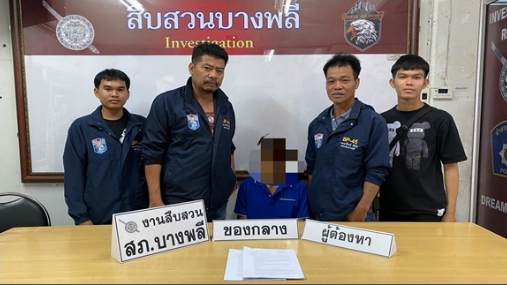 สืบสวนบางพลี
Investigation
งานสืบสวน
สภ.บางพลี
ของกลาง
ผู้ต้องหา